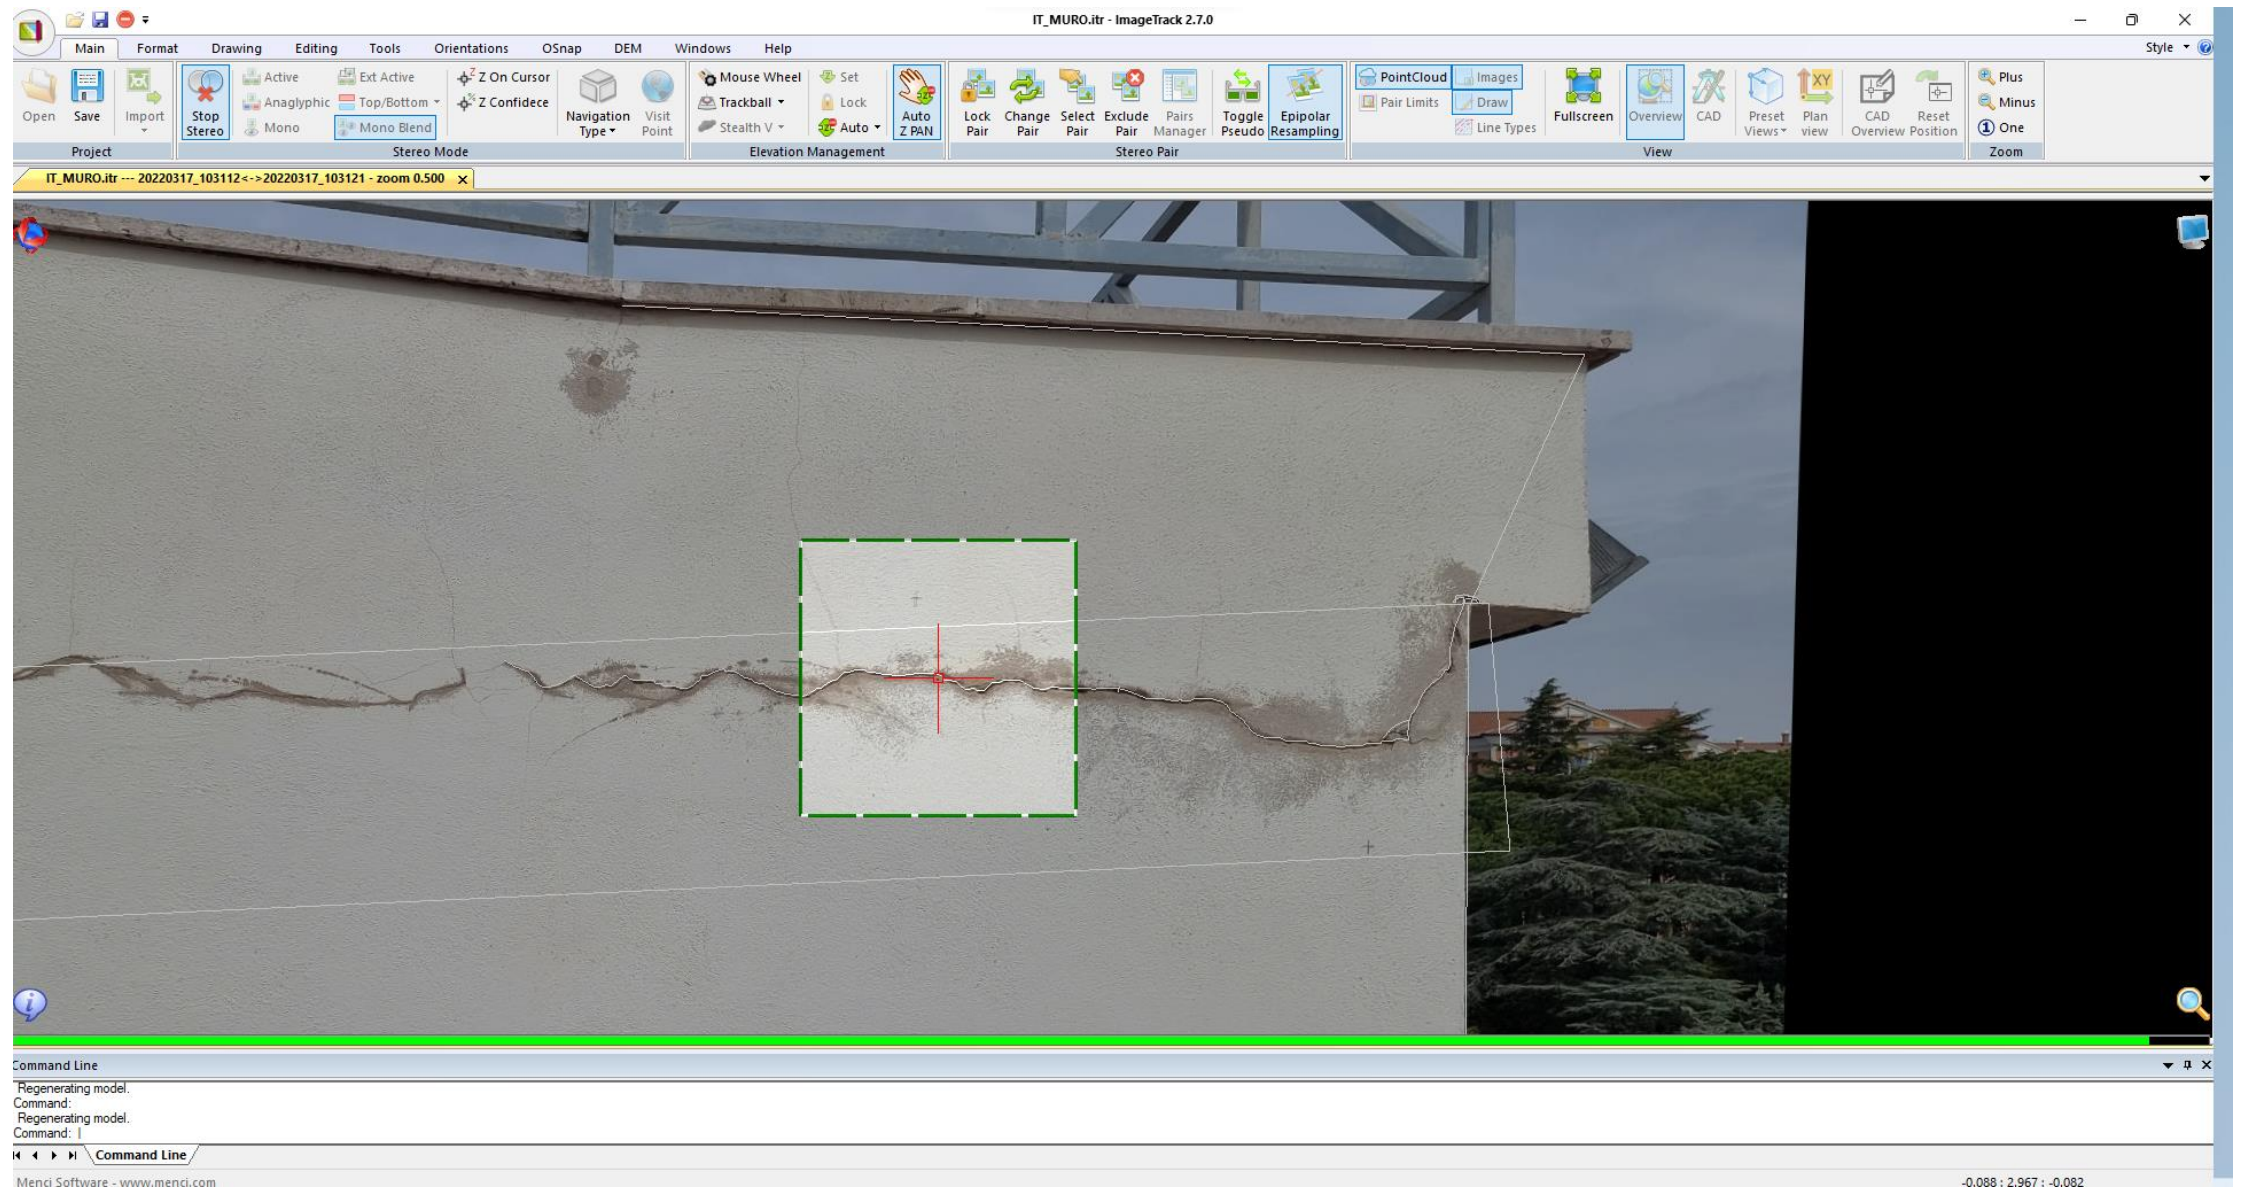 IT_MURO.itr - ImageTrack 2.7.0
Main Format Drawing Editing Tools Orientations OSnap DEM Windows Help Style
Open Save Import
Project
Stop Stereo
Active
Anaglyphic
Mono
Ext Active
Top/Bottom
Mono Blend
Z On Cursor
Z Confidece
Navigation Type
Visit Point
Stereo Mode
Mouse Wheel
Trackball
Stealth V
Set
Lock
Auto
Auto Z PAN
Elevation Management
Lock Pair
Change Pair
Select Pair
Exclude Pair
Pairs Manager
Toggle Pseudo
Epipolar Resampling
Stereo Pair
PointCloud
Pair Limits
Images
Draw
Line Types
Fullscreen
Overview
CAD
Preset Views
Plan view
CAD Overview
Reset Position
View
Plus
Minus
One
Zoom
IT_MURO.itr --- 20220317_103112<->20220317_103121 - zoom 0.500
Command Line
Regenerating model.
Command:
Regenerating model.
Command:
Command Line
Menci Software - www.menci.com
-0.088 ; 2.967 ; -0.082